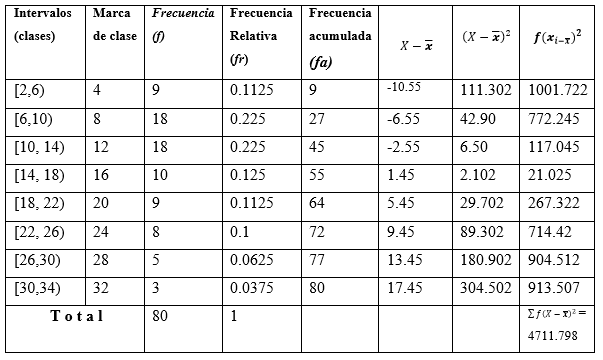 Intervalos (clases) | Marca de clase | Frecuencia (f) | Frecuencia Relativa (fr) | Frecuencia acumulada (fa) | X − x̅ | (X − x̅)² | f(xᵢ₋x̅)²
[2,6) | 4 | 9 | 0.1125 | 9 | -10.55 | 111.302 | 1001.722
[6,10) | 8 | 18 | 0.225 | 27 | -6.55 | 42.90 | 772.245
[10, 14) | 12 | 18 | 0.225 | 45 | -2.55 | 6.50 | 117.045
[14, 18) | 16 | 10 | 0.125 | 55 | 1.45 | 2.102 | 21.025
[18, 22) | 20 | 9 | 0.1125 | 64 | 5.45 | 29.702 | 267.322
[22, 26) | 24 | 8 | 0.1 | 72 | 9.45 | 89.302 | 714.42
[26,30) | 28 | 5 | 0.0625 | 77 | 13.45 | 180.902 | 904.512
[30,34) | 32 | 3 | 0.0375 | 80 | 17.45 | 304.502 | 913.507
T o t a l | 80 | 1 | ∑ f(X − x̅)² = 4711.798